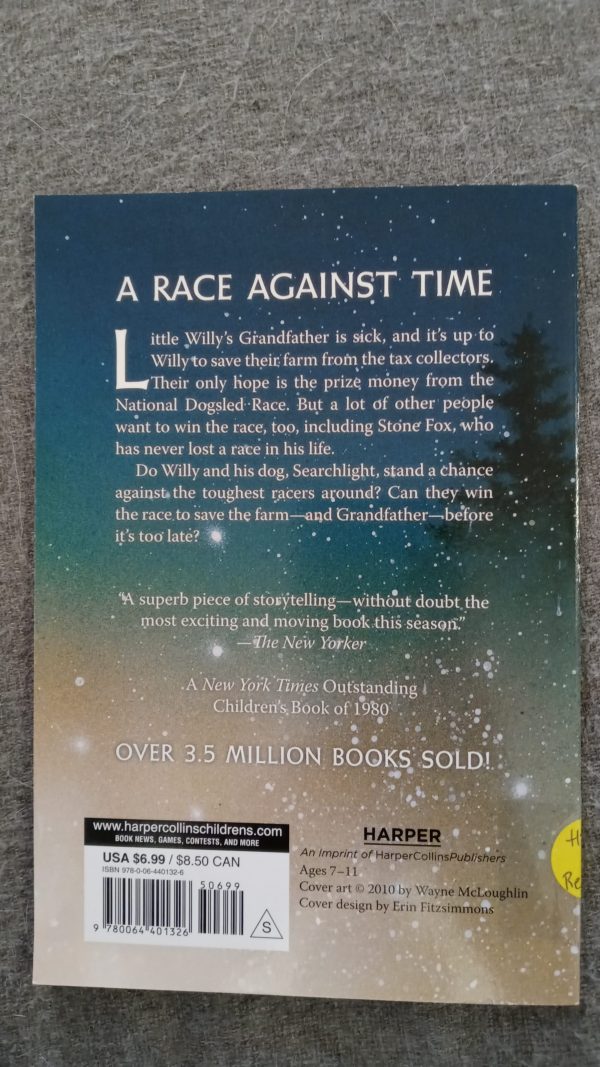 A RACE AGAINST TIME
Little Willy's Grandfather is sick, and it's up to
Willy to save their farm from the tax collectors.
Their only hope is the prize money from the
National Dogsled Race. But a lot of other people
want to win the race, too, including Stone Fox, who
has never lost a race in his life.
Do Willy and his dog, Searchlight, stand a chance
against the toughest racers around? Can they win
the race to save the farm—and Grandfather—before
it's too late?
"A superb piece of storytelling—without doubt the
most exciting and moving book this season."
—The New Yorker
A New York Times Outstanding
Children's Book of 1980
OVER 3.5 MILLION BOOKS SOLD!
www.harpercollinschildrens.com
BOOK NEWS, GAMES, CONTESTS, AND MORE
USA $6.99 / $8.50 CAN
ISBN 978-0-06-440132-6
50699
9 780064 401326
S
HARPER
An Imprint of HarperCollinsPublishers
Ages 7–11
Cover art © 2010 by Wayne McLoughlin
Cover design by Erin Fitzsimmons
H
Re